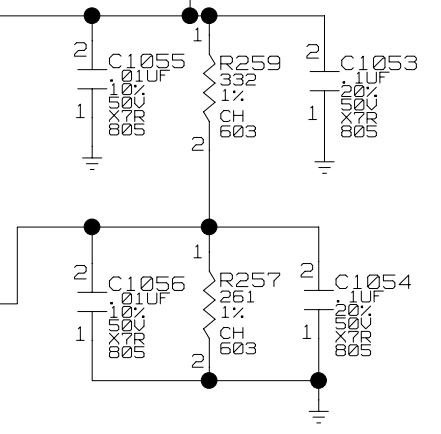 1
2
C1055
.01UF
10%
50V
X7R
805
1
R259
332
1%
CH
603
2
2
C1053
.1UF
20%
50V
X7R
805
1
1
2
C1056
.01UF
10%
50V
X7R
805
1
R257
261
1%
CH
603
2
2
C1054
.1UF
20%
50V
X7R
805
1